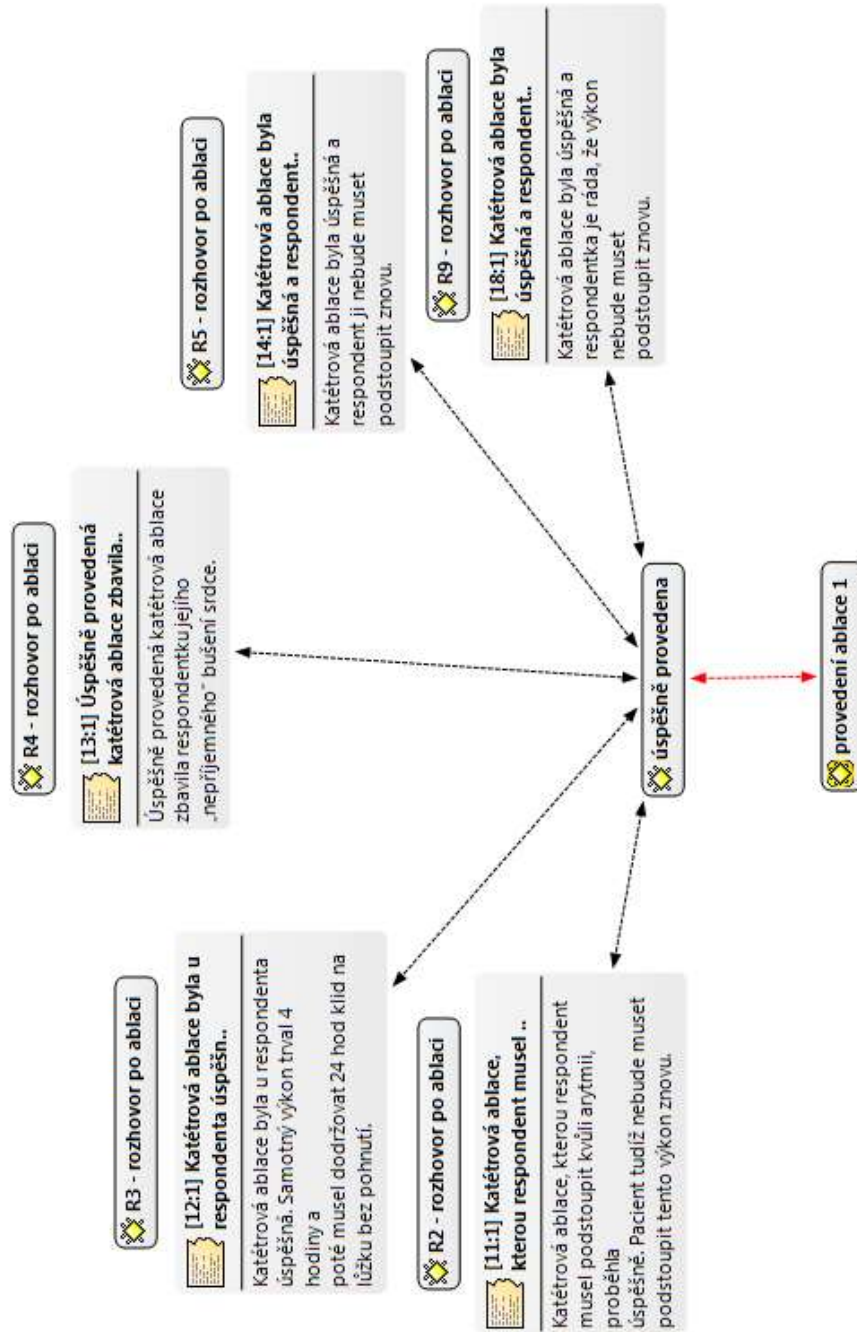 R4 - rozhovor po ablaci
[13:1] Úspěšně provedená
katétrová ablace zbavila..
Úspěšně provedená katétrová ablace
zbavila respondentku jejího
„nepříjemného“ bušení srdce.
R3 - rozhovor po ablaci
[12:1] Katétrová ablace byla u
respondenta úspěšn..
Katétrová ablace byla u respondenta
úspěšná. Samotný výkon trval 4
hodiny a
poté musel dodržovat 24 hod klid na
lůžku bez pohnutí.
R5 - rozhovor po ablaci
[14:1] Katétrová ablace byla
úspěšná a respondent..
Katétrová ablace byla úspěšná a
respondent ji nebude muset
podstoupit znovu.
R2 - rozhovor po ablaci
[11:1] Katétrová ablace,
kterou respondent musel ..
Katétrová ablace, kterou respondent
musel podstoupit kvůli arytmii,
proběhla
úspěšně. Pacient tudíž nebude muset
podstoupit tento výkon znovu.
R9 - rozhovor po ablaci
[18:1] Katétrová ablace byla
úspěšná a respondent..
Katétrová ablace byla úspěšná a
respondentka je ráda, že výkon
nebude muset
podstoupit znovu.
úspěšně provedena
provedení ablace 1